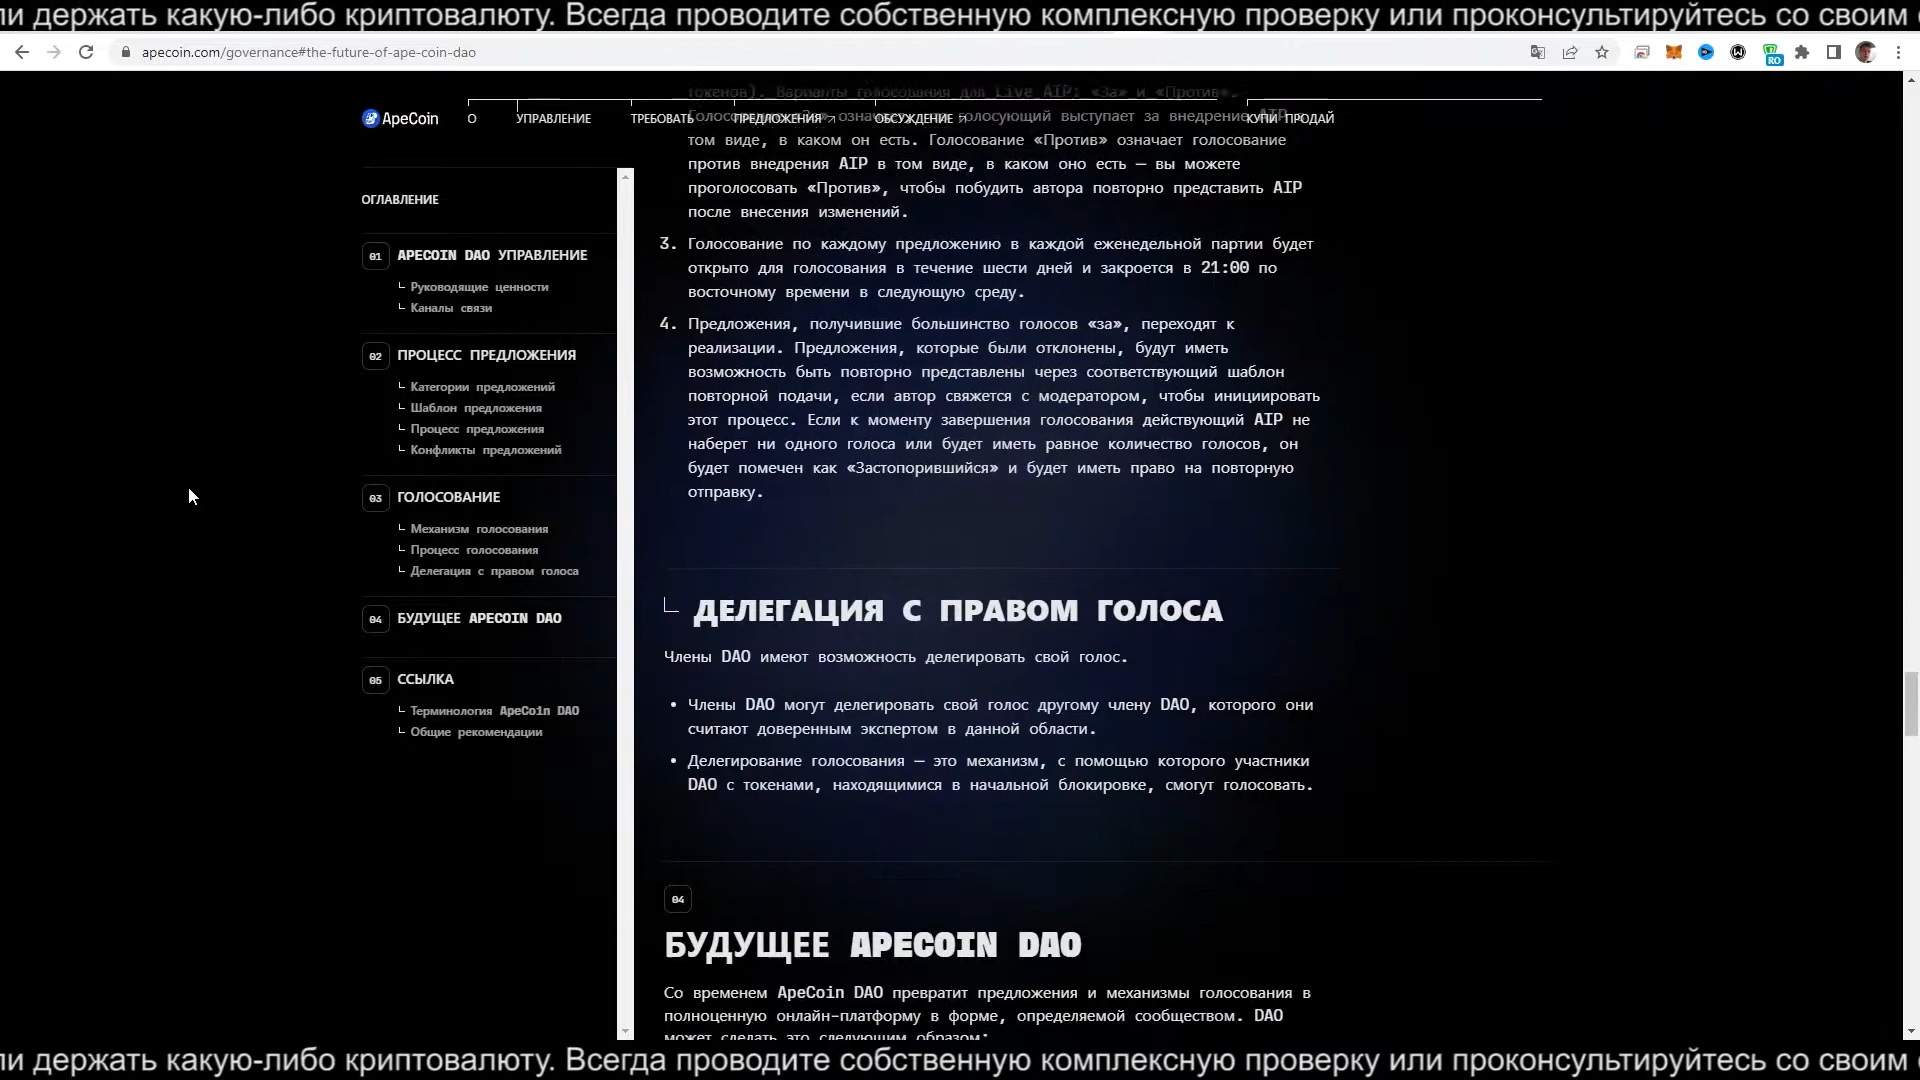 ли держать какую-либо криптовалюту. Всегда проводите собственную комплексную проверку или проконсультируйтесь со своим
apecoin.com/governance#the-future-of-ape-coin-dao
RO
токенов). Варианты голосования для Live AIP: «За» и «Против».
ApeCoin
О
УПРАВЛЕНИЕ
ТРЕБОВАТЬ
ПРЕДЛОЖЕНИЯ
ОБСУЖДЕНИЕ
КУПИ ПРОДАЙ
голосующий выступает за внедрение AIP в
том виде, в каком он есть. Голосование «Против» означает голосование
против внедрения AIP в том виде, в каком оно есть — вы можете
проголосовать «Против», чтобы побудить автора повторно представить AIP
после внесения изменений.
3. Голосование по каждому предложению в каждой еженедельной партии будет
открыто для голосования в течение шести дней и закроется в 21:00 по
восточному времени в следующую среду.
4. Предложения, получившие большинство голосов «за», переходят к
реализации. Предложения, которые были отклонены, будут иметь
возможность быть повторно представлены через соответствующий шаблон
повторной подачи, если автор свяжется с модератором, чтобы инициировать
этот процесс. Если к моменту завершения голосования действующий AIP не
наберет ни одного голоса или будет иметь равное количество голосов, он
будет помечен как «Застопорившийся» и будет иметь право на повторную
отправку.
ОГЛАВЛЕНИЕ
01 APECOIN DAO УПРАВЛЕНИЕ
Руководящие ценности
Каналы связи
02 ПРОЦЕСС ПРЕДЛОЖЕНИЯ
Категории предложений
Шаблон предложения
Процесс предложения
Конфликты предложений
03 ГОЛОСОВАНИЕ
Механизм голосования
Процесс голосования
Делегация с правом голоса
04 БУДУЩЕЕ APECOIN DAO
05 ССЫЛКА
Терминология ApeCoin DAO
Общие рекомендации
ДЕЛЕГАЦИЯ С ПРАВОМ ГОЛОСА
Члены DAO имеют возможность делегировать свой голос.
• Члены DAO могут делегировать свой голос другому члену DAO, которого они
считают доверенным экспертом в данной области.
• Делегирование голосования — это механизм, с помощью которого участники
DAO с токенами, находящимися в начальной блокировке, смогут голосовать.
04
БУДУЩЕЕ APECOIN DAO
Со временем ApeCoin DAO превратит предложения и механизмы голосования в
полноценную онлайн-платформу в форме, определяемой сообществом. DAO
может сделать это следующим образом:
ли держать какую-либо криптовалюту. Всегда проводите собственную комплексную проверку или проконсультируйтесь со своим